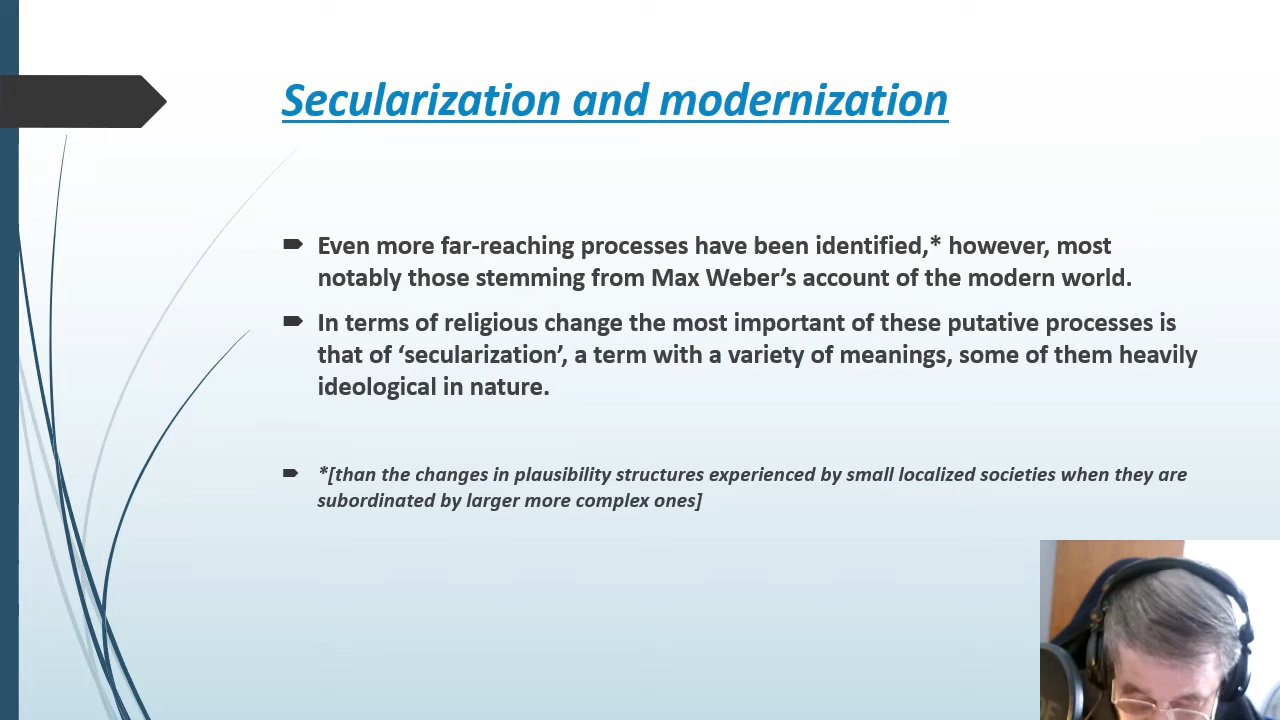 Secularization and modernization
Even more far-reaching processes have been identified,* however, most
notably those stemming from Max Weber’s account of the modern world.
In terms of religious change the most important of these putative processes is
that of ‘secularization’, a term with a variety of meanings, some of them heavily
ideological in nature.
*[than the changes in plausibility structures experienced by small localized societies when they are
subordinated by larger more complex ones]